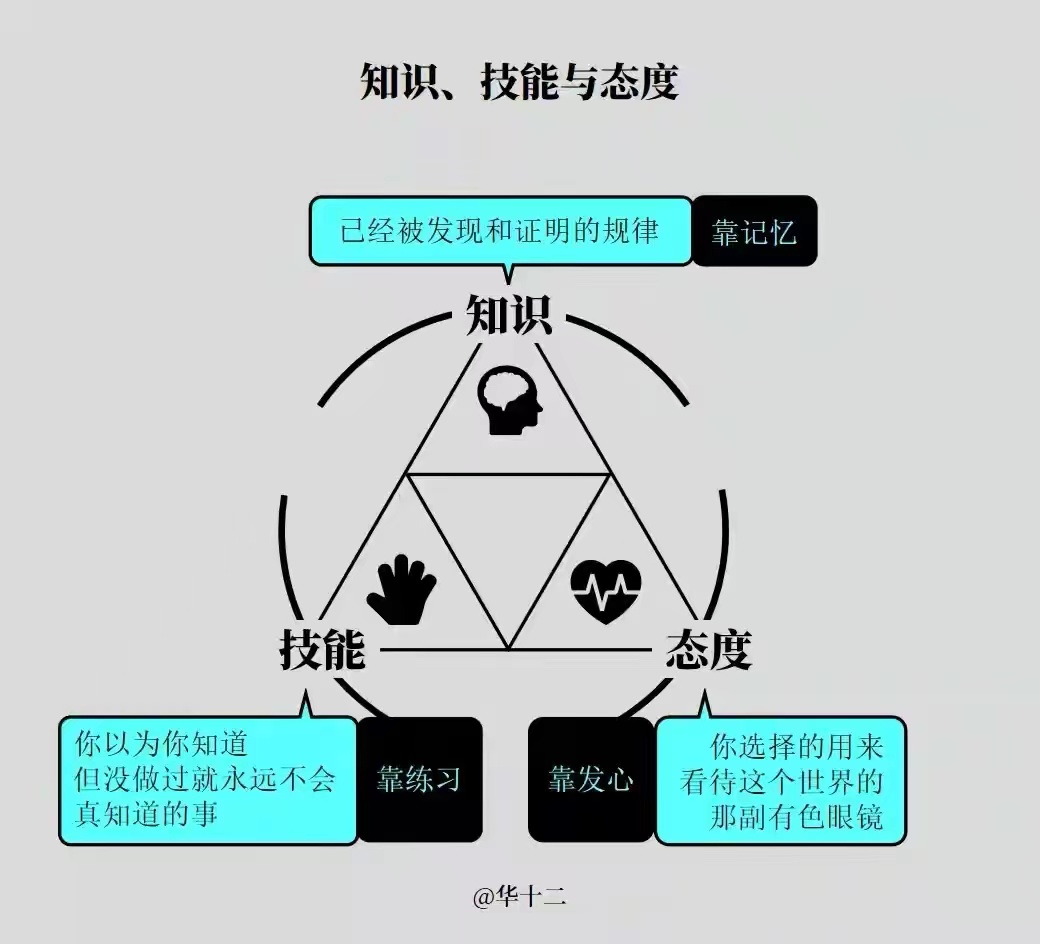 知识、技能与态度
已经被发现和证明的规律
靠记忆
知识
技能
态度
你以为你知道
但没做过就永远不会
真知道的事
靠练习
靠发心
你选择的用来
看待这个世界的
那副有色眼镜
@华十二